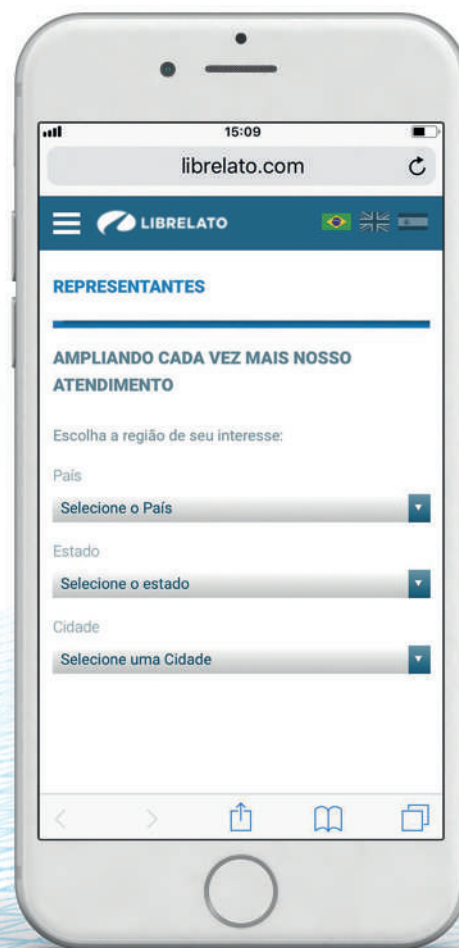 15:09
librelato.com
LIBRELATO
REPRESENTANTES
AMPLIANDO CADA VEZ MAIS NOSSO
ATENDIMENTO
Escolha a região de seu interesse:
País
Selecione o País
Estado
Selecione o estado
Cidade
Selecione uma Cidade